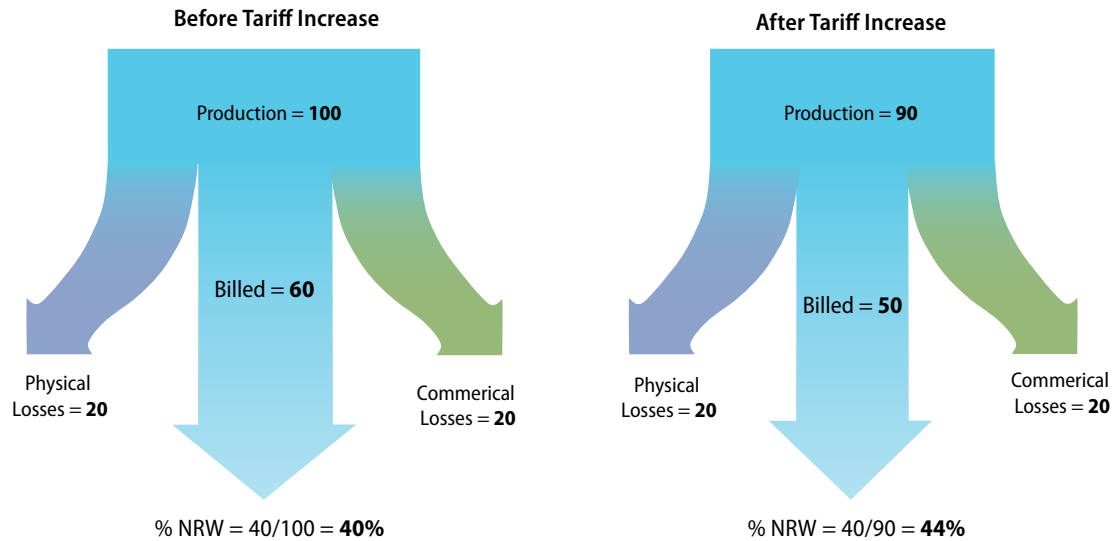 Before Tariff Increase
Production = 100
Billed = 60
Physical
Losses = 20
Commerical
Losses = 20
% NRW = 40/100 = 40%
After Tariff Increase
Production = 90
Billed = 50
Physical
Losses = 20
Commerical
Losses = 20
% NRW = 40/90 = 44%